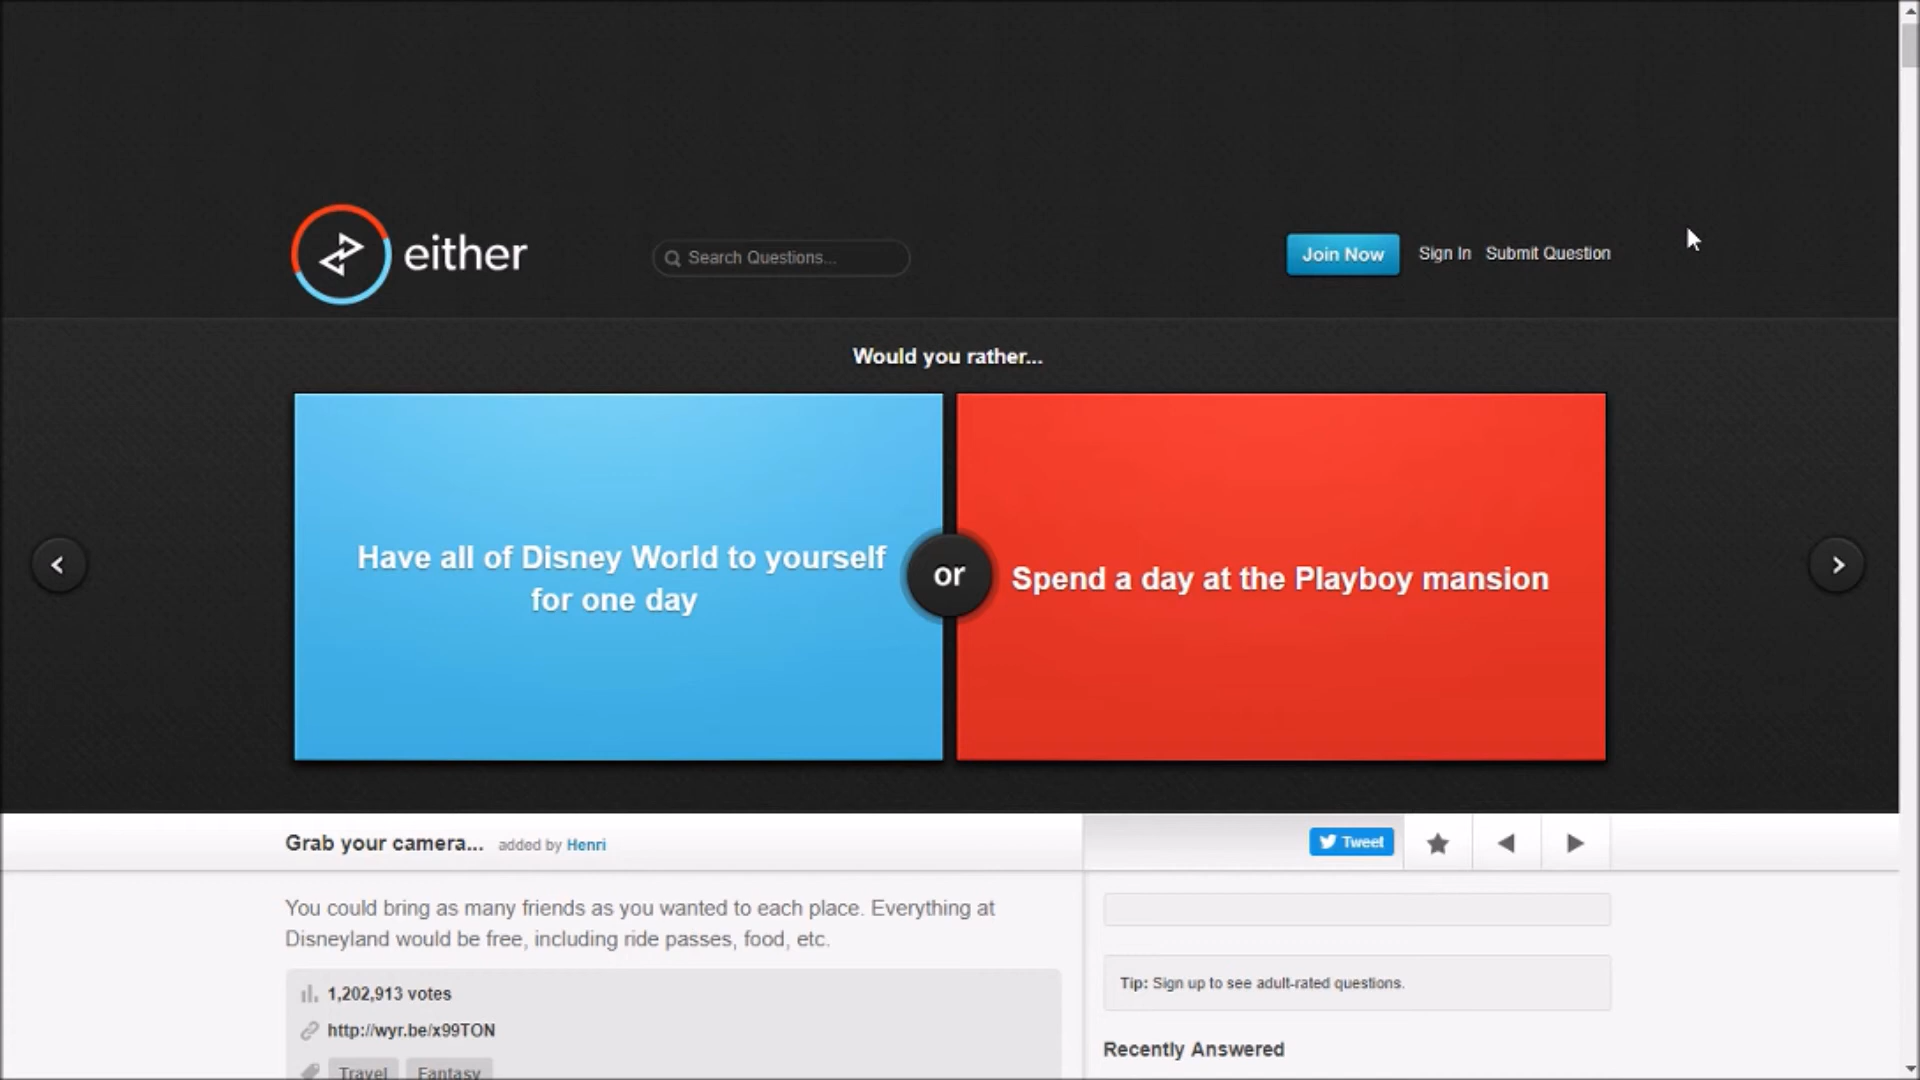 either
Search Questions...
Join Now
Sign In
Submit Question
Would you rather...
Have all of Disney World to yourself
for one day
or
Spend a day at the Playboy mansion
Grab your camera... added by Henri
Tweet
You could bring as many friends as you wanted to each place. Everything at
Disneyland would be free, including ride passes, food, etc.
1,202,913 votes
http://wyr.be/x99TON
Travel
Fantasy
Tip: Sign up to see adult-rated questions.
Recently Answered